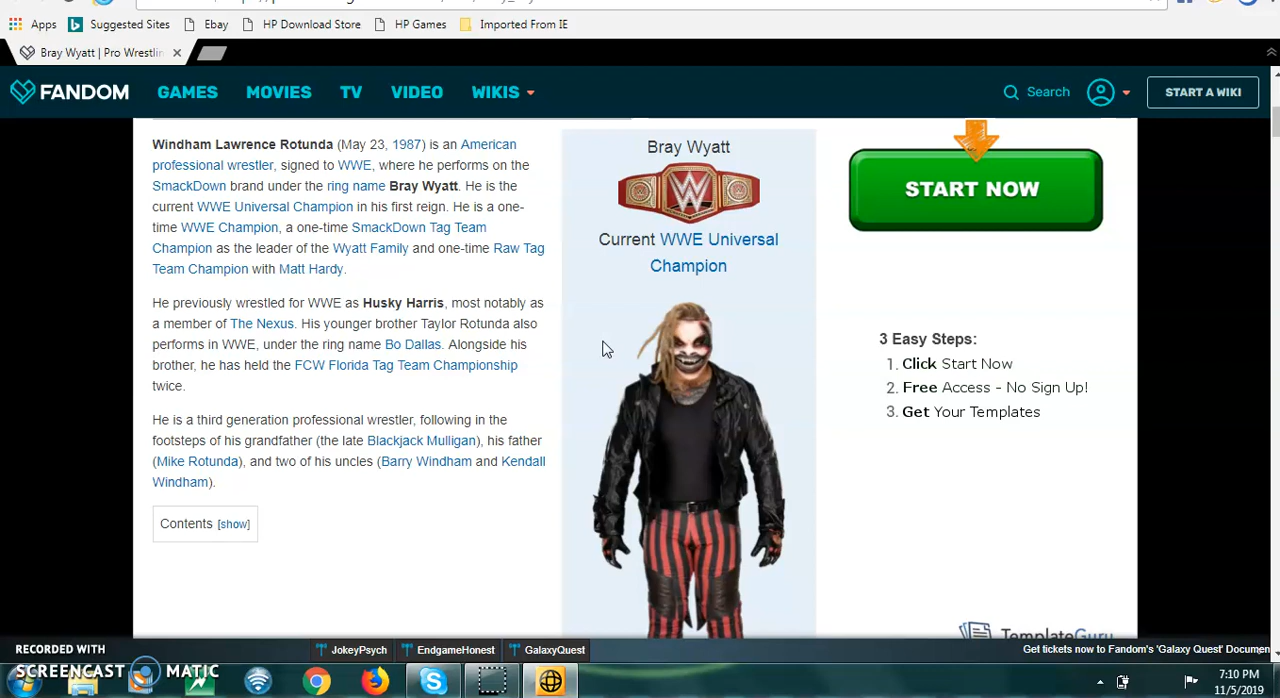 Apps Suggested Sites Ebay HP Download Store HP Games Imported From IE
Bray Wyatt | Pro Wrestlin
FANDOM GAMES MOVIES TV VIDEO WIKIS Search START A WIKI
Windham Lawrence Rotunda (May 23, 1987) is an American
professional wrestler, signed to WWE, where he performs on the
SmackDown brand under the ring name Bray Wyatt. He is the
current WWE Universal Champion in his first reign. He is a one-
time WWE Champion, a one-time SmackDown Tag Team
Champion as the leader of the Wyatt Family and one-time Raw Tag
Team Champion with Matt Hardy.
He previously wrestled for WWE as Husky Harris, most notably as
a member of The Nexus. His younger brother Taylor Rotunda also
performs in WWE, under the ring name Bo Dallas. Alongside his
brother, he has held the FCW Florida Tag Team Championship
twice.
He is a third generation professional wrestler, following in the
footsteps of his grandfather (the late Blackjack Mulligan), his father
(Mike Rotunda), and two of his uncles (Barry Windham and Kendall
Windham).
Contents [show]
Bray Wyatt
W
Current WWE Universal
Champion
START NOW
3 Easy Steps:
1. Click Start Now
2. Free Access - No Sign Up!
3. Get Your Templates
TemplateGuru
RECORDED WITH
SCREENCAST MATIC
JokeyPsych EndgameHonest GalaxyQuest
Get tickets now to Fandom's 'Galaxy Quest' Documen
7:10 PM
11/5/2019